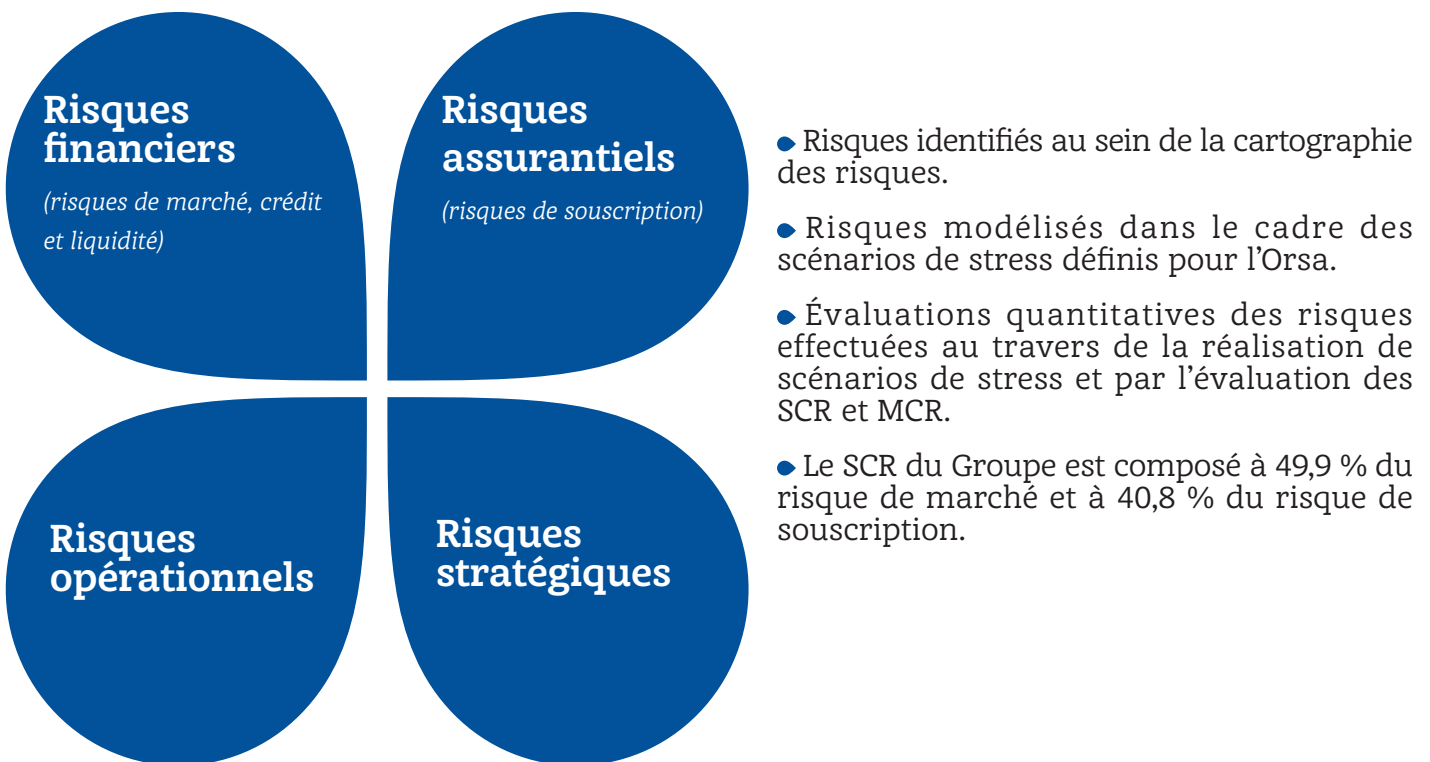 Risques
financiers
(risques de marché, crédit
et liquidité)
Risques
assurantiels
(risques de souscription)
Risques
opérationnels
Risques
stratégiques
Risques identifiés au sein de la cartographie
des risques.
Risques modélisés dans le cadre des
scénarios de stress définis pour l’Orsa.
Évaluations quantitatives des risques
effectuées au travers de la réalisation de
scénarios de stress et par l’évaluation des
SCR et MCR.
Le SCR du Groupe est composé à 49,9 % du
risque de marché et à 40,8 % du risque de
souscription.